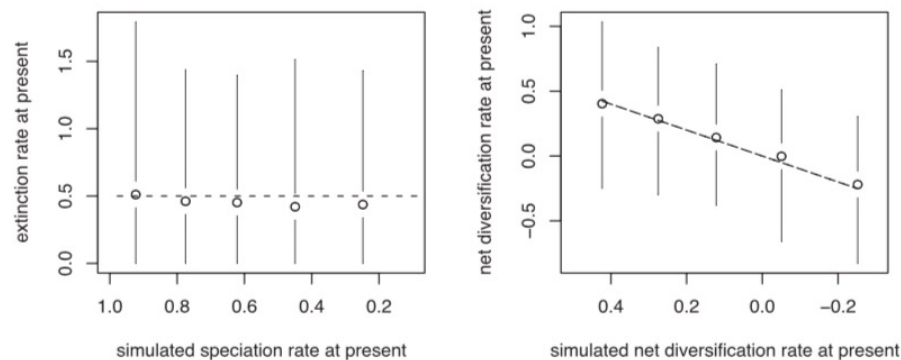 extinction rate at present
1.5
1.0
0.5
0.0
1.0 0.8 0.6 0.4 0.2
simulated speciation rate at present
net diversification rate at present
1.0
0.5
0.0
−0.5
0.4 0.2 0.0 −0.2
simulated net diversification rate at present